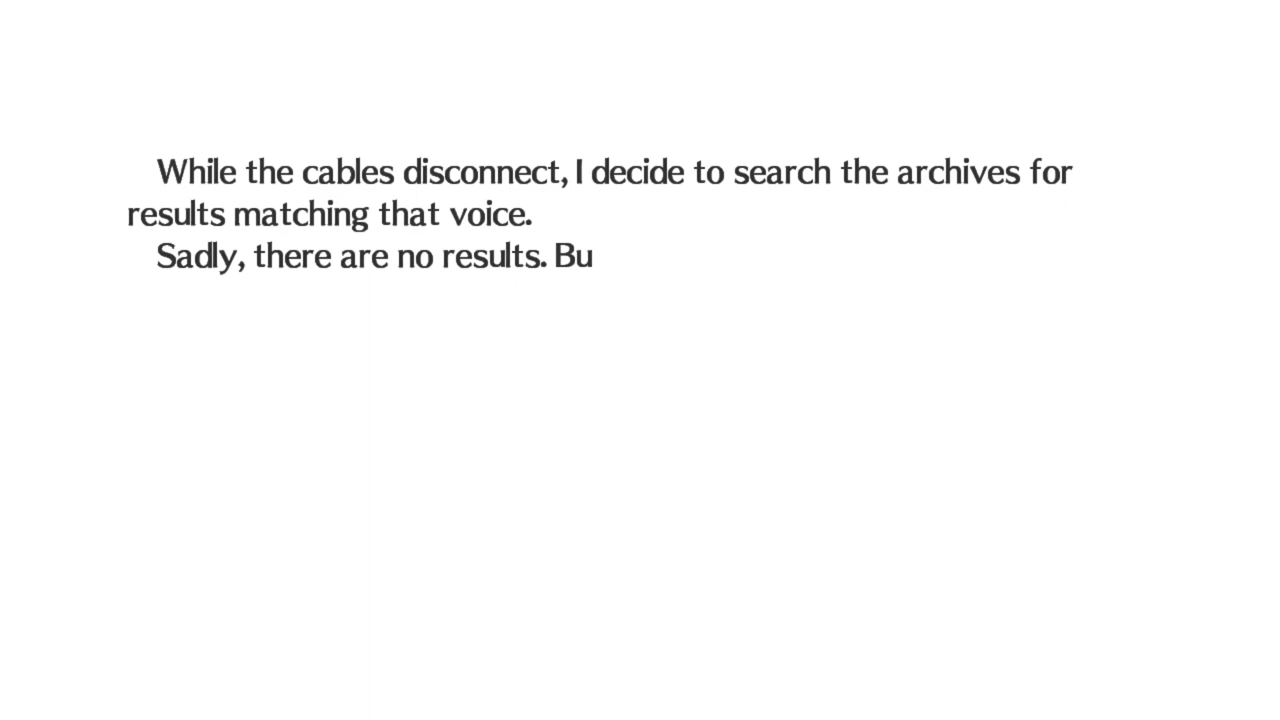 While the cables disconnect, I decide to search the archives for
results matching that voice.
Sadly, there are no results. Bu